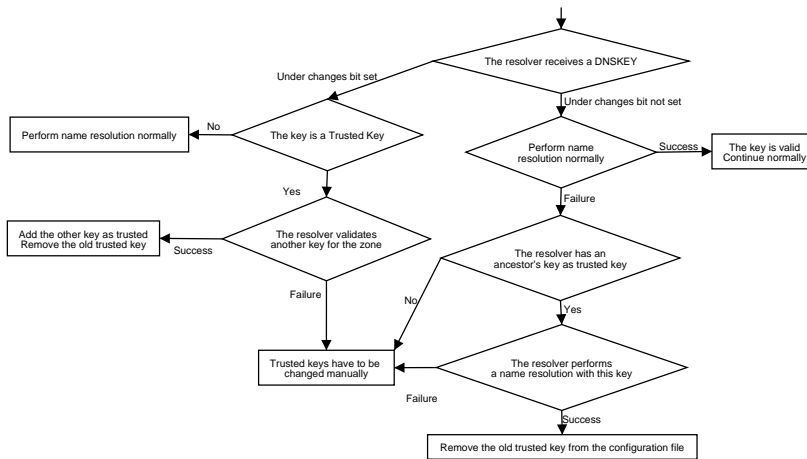 The resolver receives a DNSKEY
Under changes bit set
Under changes bit not set
No
Perform name resolution normally
The key is a Trusted Key
Perform name
resolution normally
Success
The key is valid
Continue normally
Yes
Failure
Add the other key as trusted
Remove the old trusted key
Success
The resolver validates
another key for the zone
The resolver has an
ancestor's key as trusted key
Failure
No
Yes
Trusted keys have to be
changed manually
The resolver performs
a name resolution with this key
Failure
Success
Remove the old trusted key from the configuration file